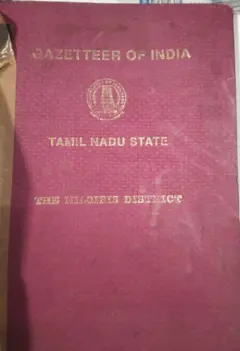 GAZETTEER OF INDIA
TAMIL NADU STATE
THE NILGIRIS DISTRICT